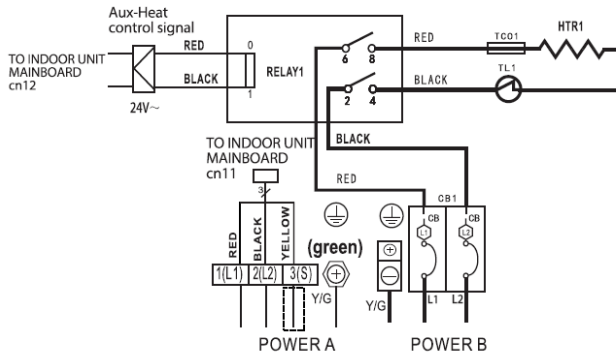 Aux-Heat
control signal
TO INDOOR UNIT
MAINBOARD
cn12
RED
BLACK
24V~
0
1
RELAY1
6 8
2 4
RED
TCO1
HTR1
BLACK
TL1
TO INDOOR UNIT
MAINBOARD
cn11
3
BLACK
RED
CB1
CB CB
L1 L2
RED
BLACK
YELLOW
(green)
1(L1) 2(L2) 3(S)
Y/G
Y/G
L1 L2
POWER A
POWER B